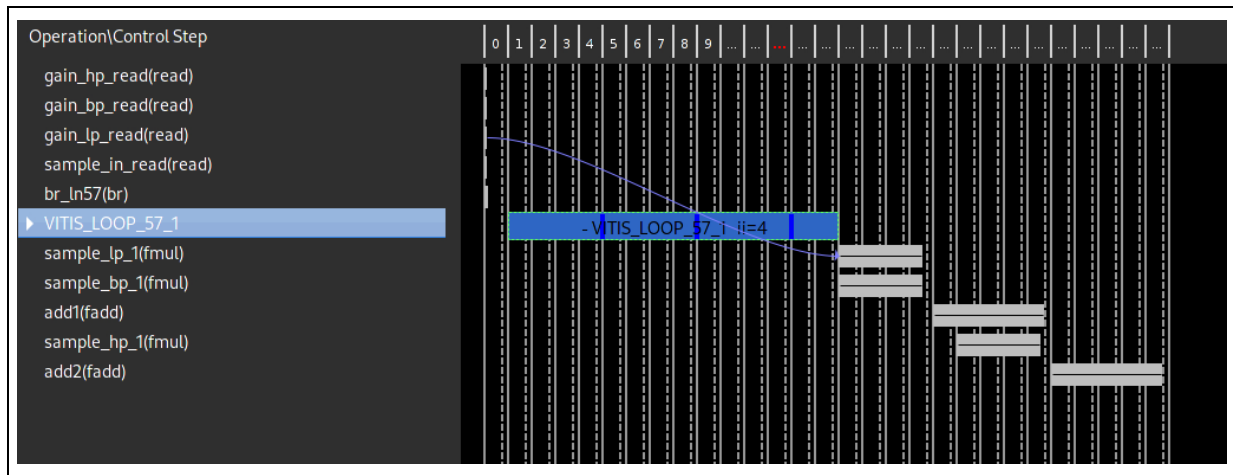 Operation\Control Step
0 1 2 3 4 5 6 7 8 9 ... ... ... ... ... ... ... ... ... ... ... ... ... ... ... ... ... ... ...
gain_hp_read(read)
gain_bp_read(read)
gain_lp_read(read)
sample_in_read(read)
br_ln57(br)
VITIS_LOOP_57_1
- VITIS_LOOP_57_1 ii=4
sample_lp_1(fmul)
sample_bp_1(fmul)
add1(fadd)
sample_hp_1(fmul)
add2(fadd)